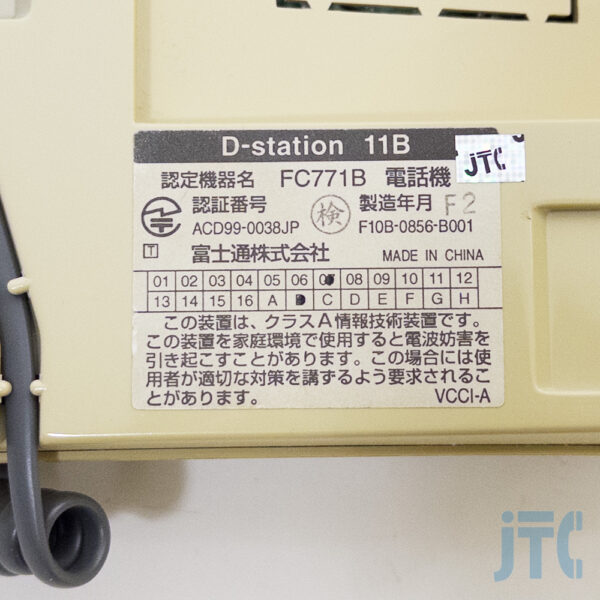 D-station 11B
JTC
認定機器名 FC771B 電話機
認証番号 検 製造年月 F2
ACD99-0038JP F10B-0856-B001
T 富士通株式会社 MADE IN CHINA
01 02 03 04 05 06 08 09 10 11 12
13 14 15 16 A C D E F G H
この装置は、クラスA情報技術装置です。
この装置を家庭環境で使用すると電波妨害を
引き起こすことがあります。この場合には使
用者が適切な対策を講ずるよう要求されるこ
とがあります。 VCCI-A
JTC